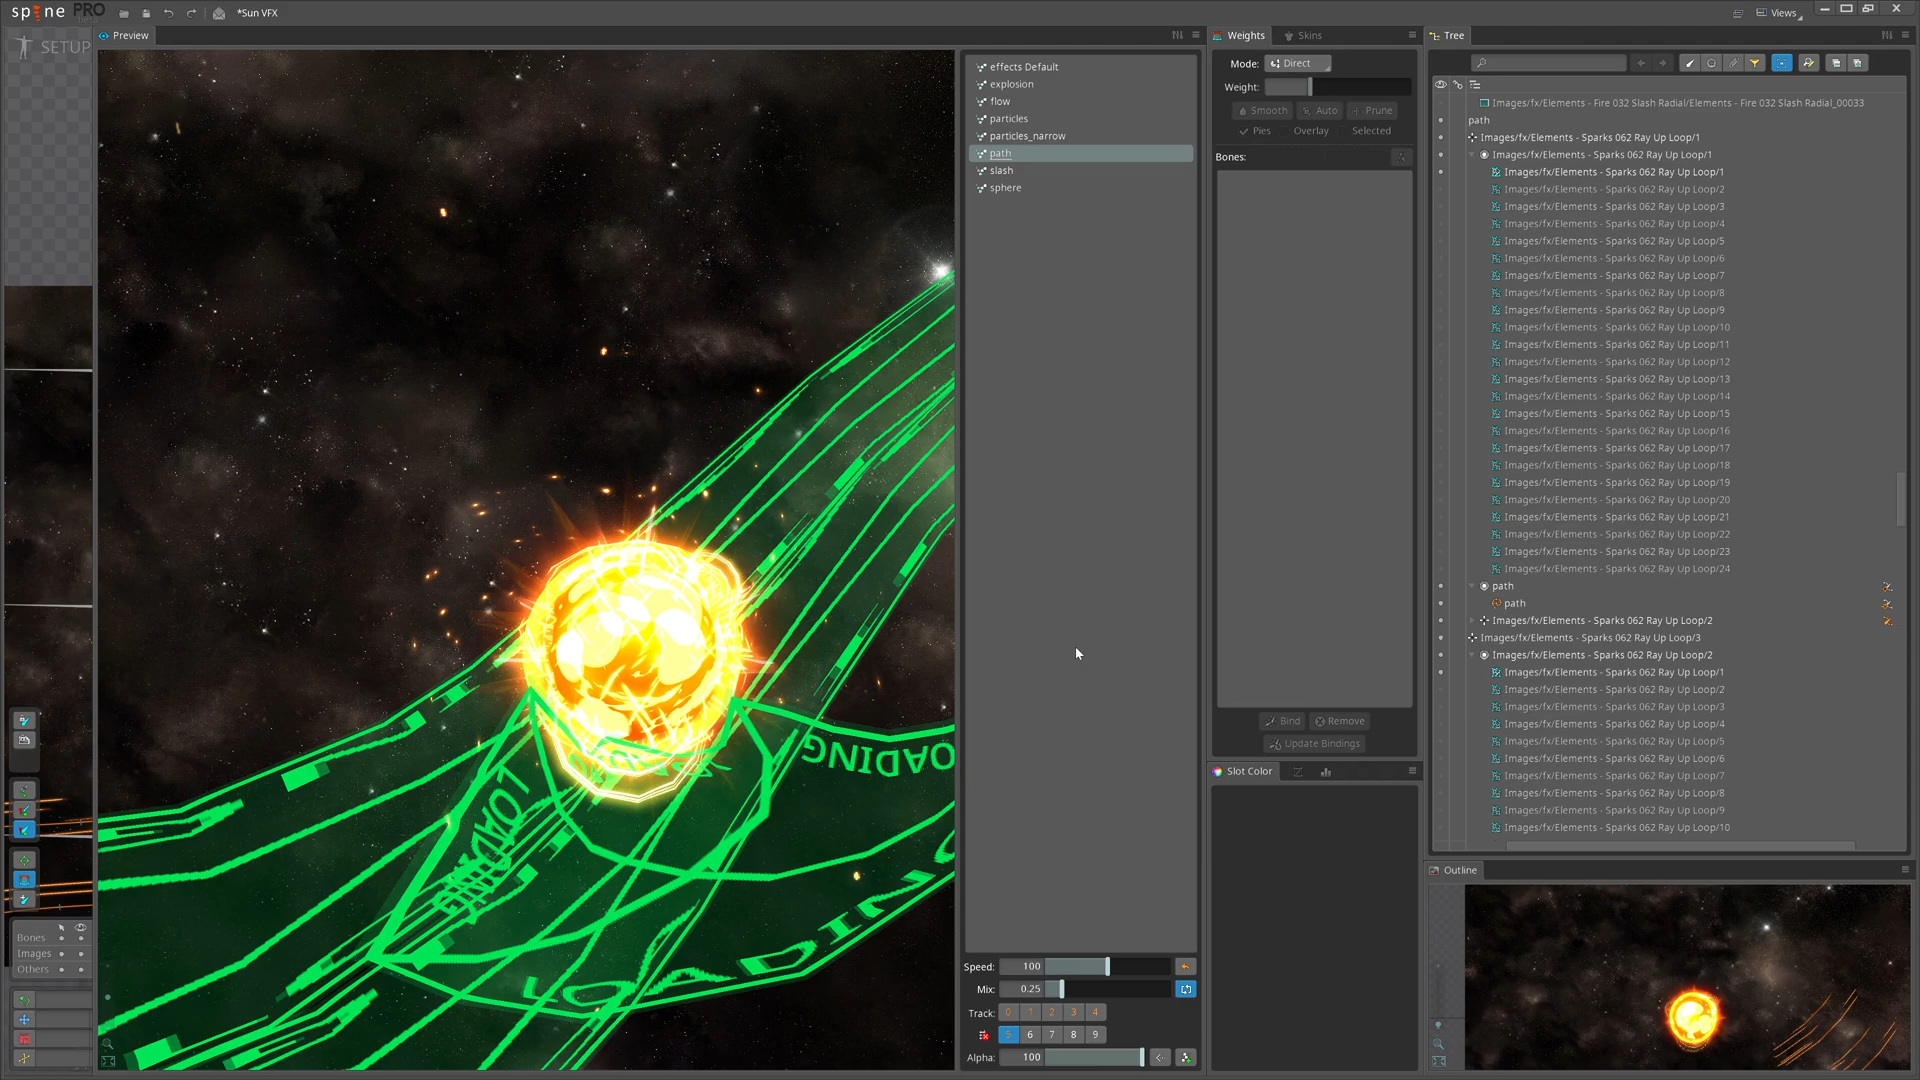 spine PRO
*Sun VFX
Views
SETUP
Preview
LOADING
OADING
effects Default
explosion
flow
particles
particles_narrow
path
slash
sphere
Speed: 100
Mix: 0.25
Track: 0 1 2 3 4
5 6 7 8 9
Alpha: 100
Bones
Images
Others
Weights
Skins
Mode: Direct
Weight:
Smooth
Auto
Prune
Pies
Overlay
Selected
Bones:
Bind
Remove
Update Bindings
Slot Color
Tree
Images/fx/Elements - Fire 032 Slash Radial/Elements - Fire 032 Slash Radial_00033
path
Images/fx/Elements - Sparks 062 Ray Up Loop/1
Images/fx/Elements - Sparks 062 Ray Up Loop/1
Images/fx/Elements - Sparks 062 Ray Up Loop/1
Images/fx/Elements - Sparks 062 Ray Up Loop/2
Images/fx/Elements - Sparks 062 Ray Up Loop/3
Images/fx/Elements - Sparks 062 Ray Up Loop/4
Images/fx/Elements - Sparks 062 Ray Up Loop/5
Images/fx/Elements - Sparks 062 Ray Up Loop/6
Images/fx/Elements - Sparks 062 Ray Up Loop/7
Images/fx/Elements - Sparks 062 Ray Up Loop/8
Images/fx/Elements - Sparks 062 Ray Up Loop/9
Images/fx/Elements - Sparks 062 Ray Up Loop/10
Images/fx/Elements - Sparks 062 Ray Up Loop/11
Images/fx/Elements - Sparks 062 Ray Up Loop/12
Images/fx/Elements - Sparks 062 Ray Up Loop/13
Images/fx/Elements - Sparks 062 Ray Up Loop/14
Images/fx/Elements - Sparks 062 Ray Up Loop/15
Images/fx/Elements - Sparks 062 Ray Up Loop/16
Images/fx/Elements - Sparks 062 Ray Up Loop/17
Images/fx/Elements - Sparks 062 Ray Up Loop/18
Images/fx/Elements - Sparks 062 Ray Up Loop/19
Images/fx/Elements - Sparks 062 Ray Up Loop/20
Images/fx/Elements - Sparks 062 Ray Up Loop/21
Images/fx/Elements - Sparks 062 Ray Up Loop/22
Images/fx/Elements - Sparks 062 Ray Up Loop/23
Images/fx/Elements - Sparks 062 Ray Up Loop/24
path
path
Images/fx/Elements - Sparks 062 Ray Up Loop/2
Images/fx/Elements - Sparks 062 Ray Up Loop/3
Images/fx/Elements - Sparks 062 Ray Up Loop/2
Images/fx/Elements - Sparks 062 Ray Up Loop/1
Images/fx/Elements - Sparks 062 Ray Up Loop/2
Images/fx/Elements - Sparks 062 Ray Up Loop/3
Images/fx/Elements - Sparks 062 Ray Up Loop/4
Images/fx/Elements - Sparks 062 Ray Up Loop/5
Images/fx/Elements - Sparks 062 Ray Up Loop/6
Images/fx/Elements - Sparks 062 Ray Up Loop/7
Images/fx/Elements - Sparks 062 Ray Up Loop/8
Images/fx/Elements - Sparks 062 Ray Up Loop/9
Images/fx/Elements - Sparks 062 Ray Up Loop/10
Outline